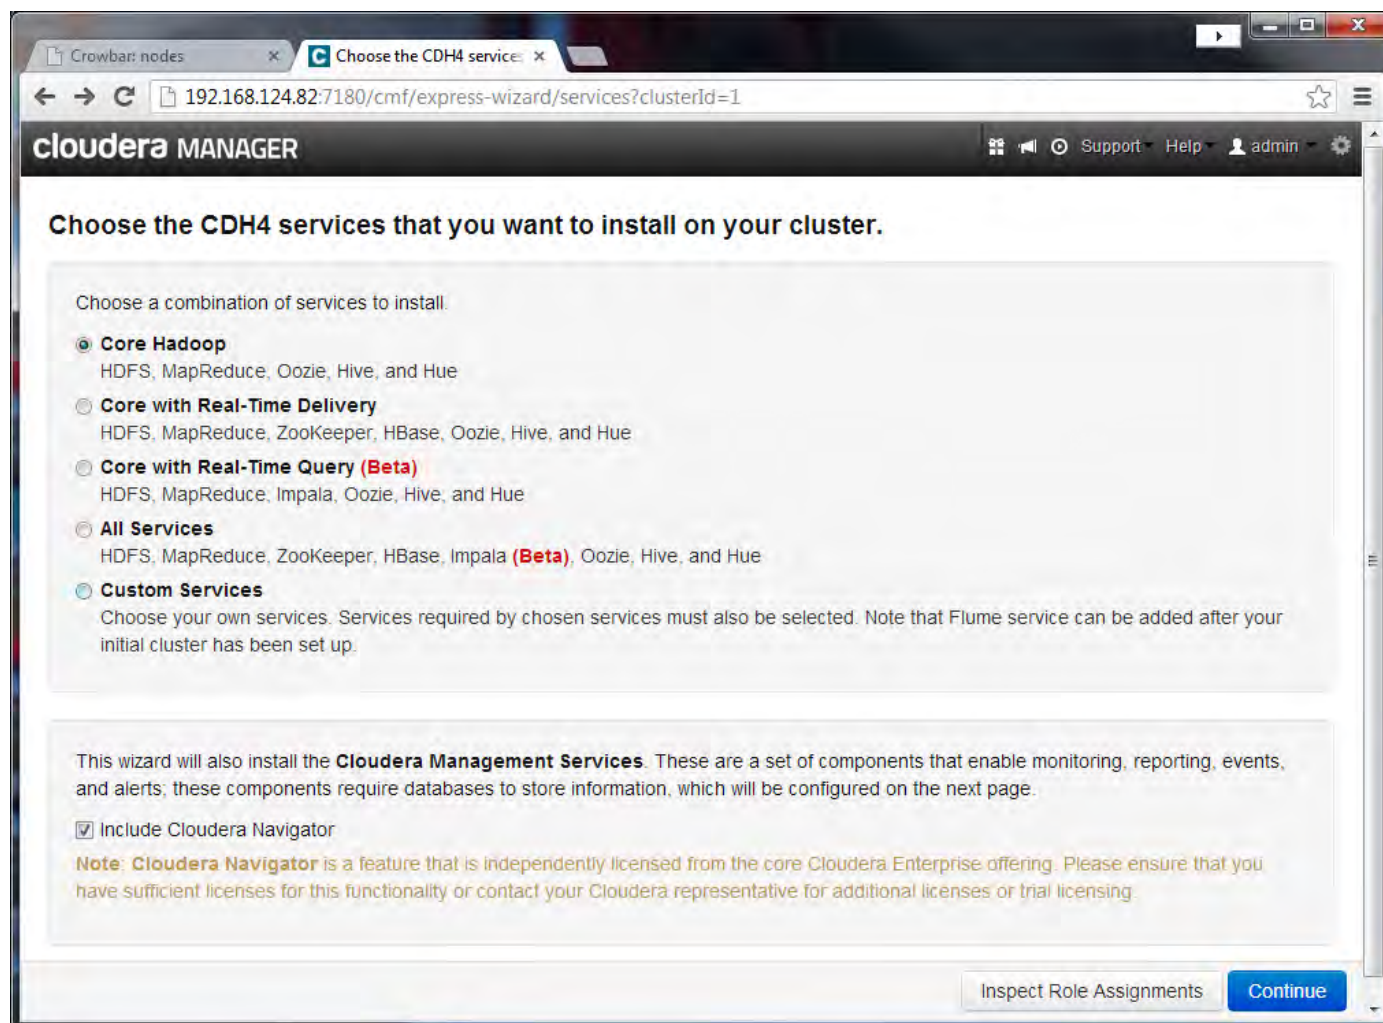 Crowbar: nodes
Choose the CDH4 service
192.168.124.82:7180/cmf/express-wizard/services?clusterId=1
cloudera MANAGER
Support Help admin
Choose the CDH4 services that you want to install on your cluster.
Choose a combination of services to install.
Core Hadoop
HDFS, MapReduce, Oozie, Hive, and Hue
Core with Real-Time Delivery
HDFS, MapReduce, ZooKeeper, HBase, Oozie, Hive, and Hue
Core with Real-Time Query (Beta)
HDFS, MapReduce, Impala, Oozie, Hive, and Hue
All Services
HDFS, MapReduce, ZooKeeper, HBase, Impala (Beta), Oozie, Hive, and Hue
Custom Services
Choose your own services. Services required by chosen services must also be selected. Note that Flume service can be added after your
initial cluster has been set up.
This wizard will also install the Cloudera Management Services. These are a set of components that enable monitoring, reporting, events,
and alerts; these components require databases to store information, which will be configured on the next page.
Include Cloudera Navigator
Note: Cloudera Navigator is a feature that is independently licensed from the core Cloudera Enterprise offering. Please ensure that you
have sufficient licenses for this functionality or contact your Cloudera representative for additional licenses or trial licensing.
Inspect Role Assignments
Continue